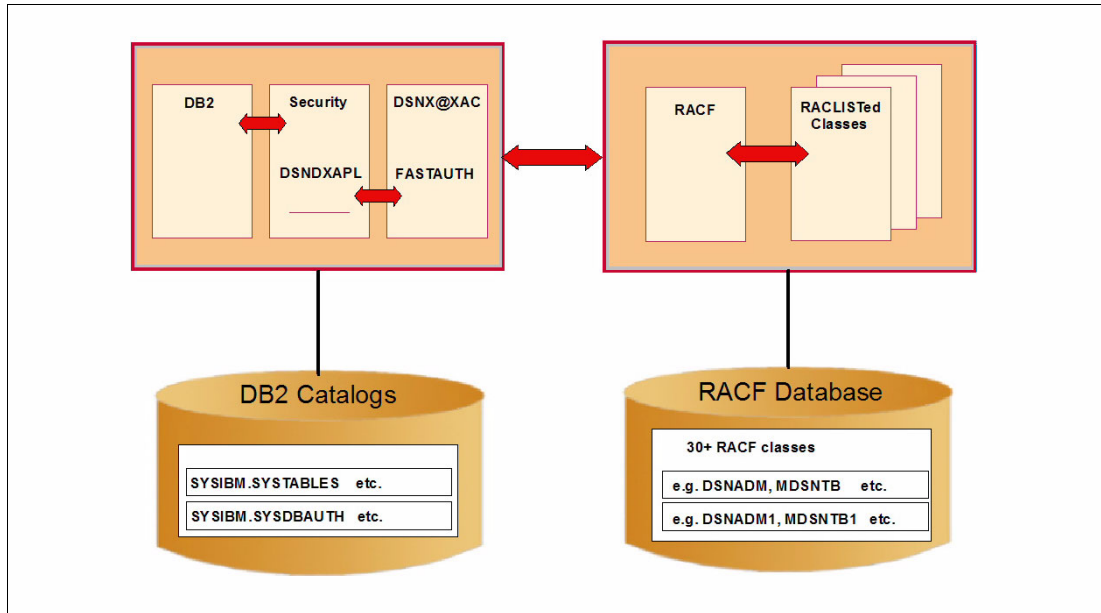 DB2
Security
DSNX@XAC
DSNDXAPL
FASTAUTH
RACF
RACLISTed
Classes
DB2 Catalogs
SYSIBM.SYSTABLES etc.
SYSIBM.SYSDBAUTH etc.
RACF Database
30+ RACF classes
e.g. DSNADM, MDSNTB etc.
e.g. DSNADM1, MDSNTB1 etc.